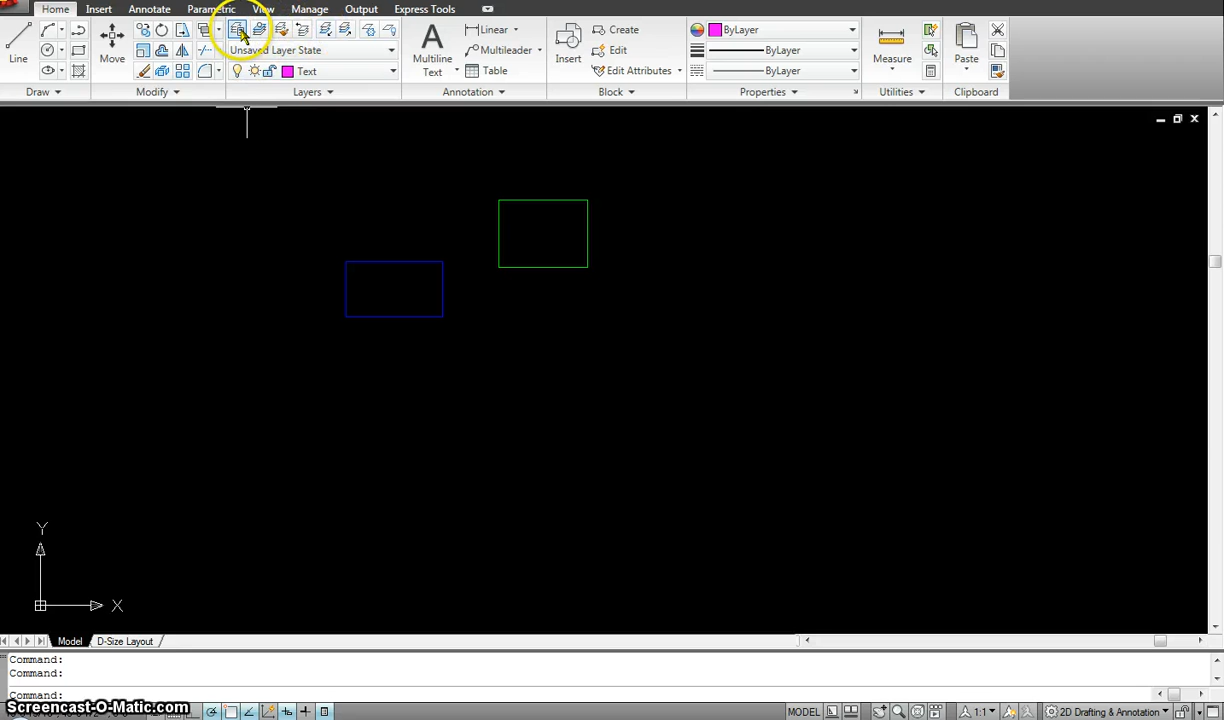 Home Insert Annotate Parametric View Manage Output Express Tools
Line Move Unsaved Layer State Text Multiline Text Linear Multileader Table Insert Create Edit Edit Attributes ByLayer ByLayer ByLayer Measure Paste
Draw Modify Layers Annotation Block Properties Utilities Clipboard
Y
X
Model D-Size Layout
Command:
Command:
Command:
Screencast-O-Matic.com
MODEL 1:1 2D Drafting & Annotation